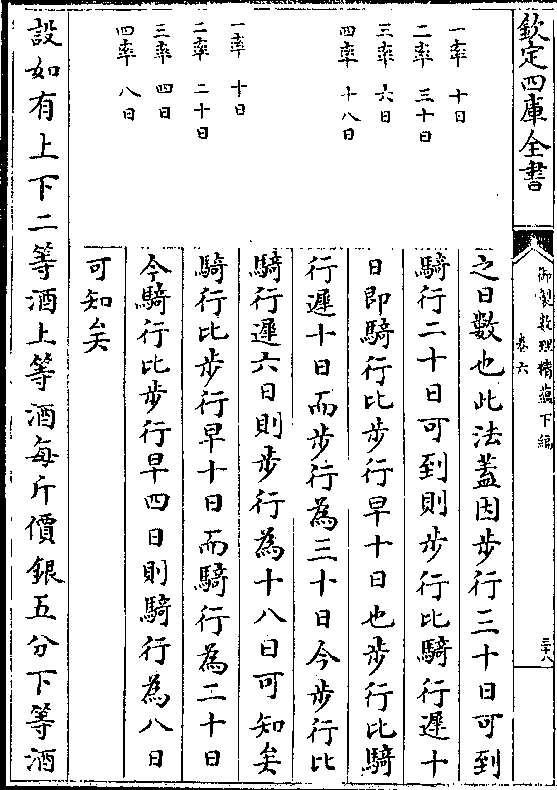 欽定四庫全書
御製數理精蘊下編
卷六
三十八
之日數也此法蓋因步行三十日可到
騎行二十日可到則步行比騎行遲十
日即騎行比步行早十日也步行比騎
行遲十日而步行為三十日今步行比
騎行遲六日則步行為十八日可知矣
騎行比步行早十日而騎行為二十日
今騎行比步行早四日則騎行為八日
可知矣
一率 十日
二率 三十日
三率 六日
四率 十八日
一率 十日
二率 二十日
三率 四日
四率 八日
設如有上下二等酒上等酒每斤價銀五分下等酒